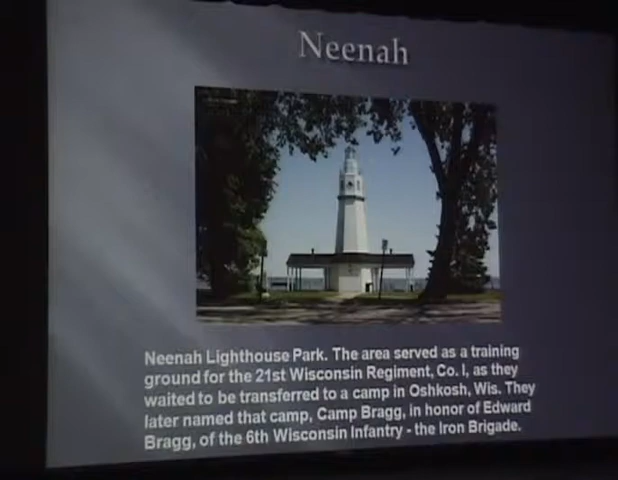 Neenah
Neenah Lighthouse Park. The area served as a training
ground for the 21st Wisconsin Regiment, Co. I, as they
waited to be transferred to a camp in Oshkosh, Wis. They
later named that camp, Camp Bragg, in honor of Edward
Bragg, of the 6th Wisconsin Infantry - the Iron Brigade.